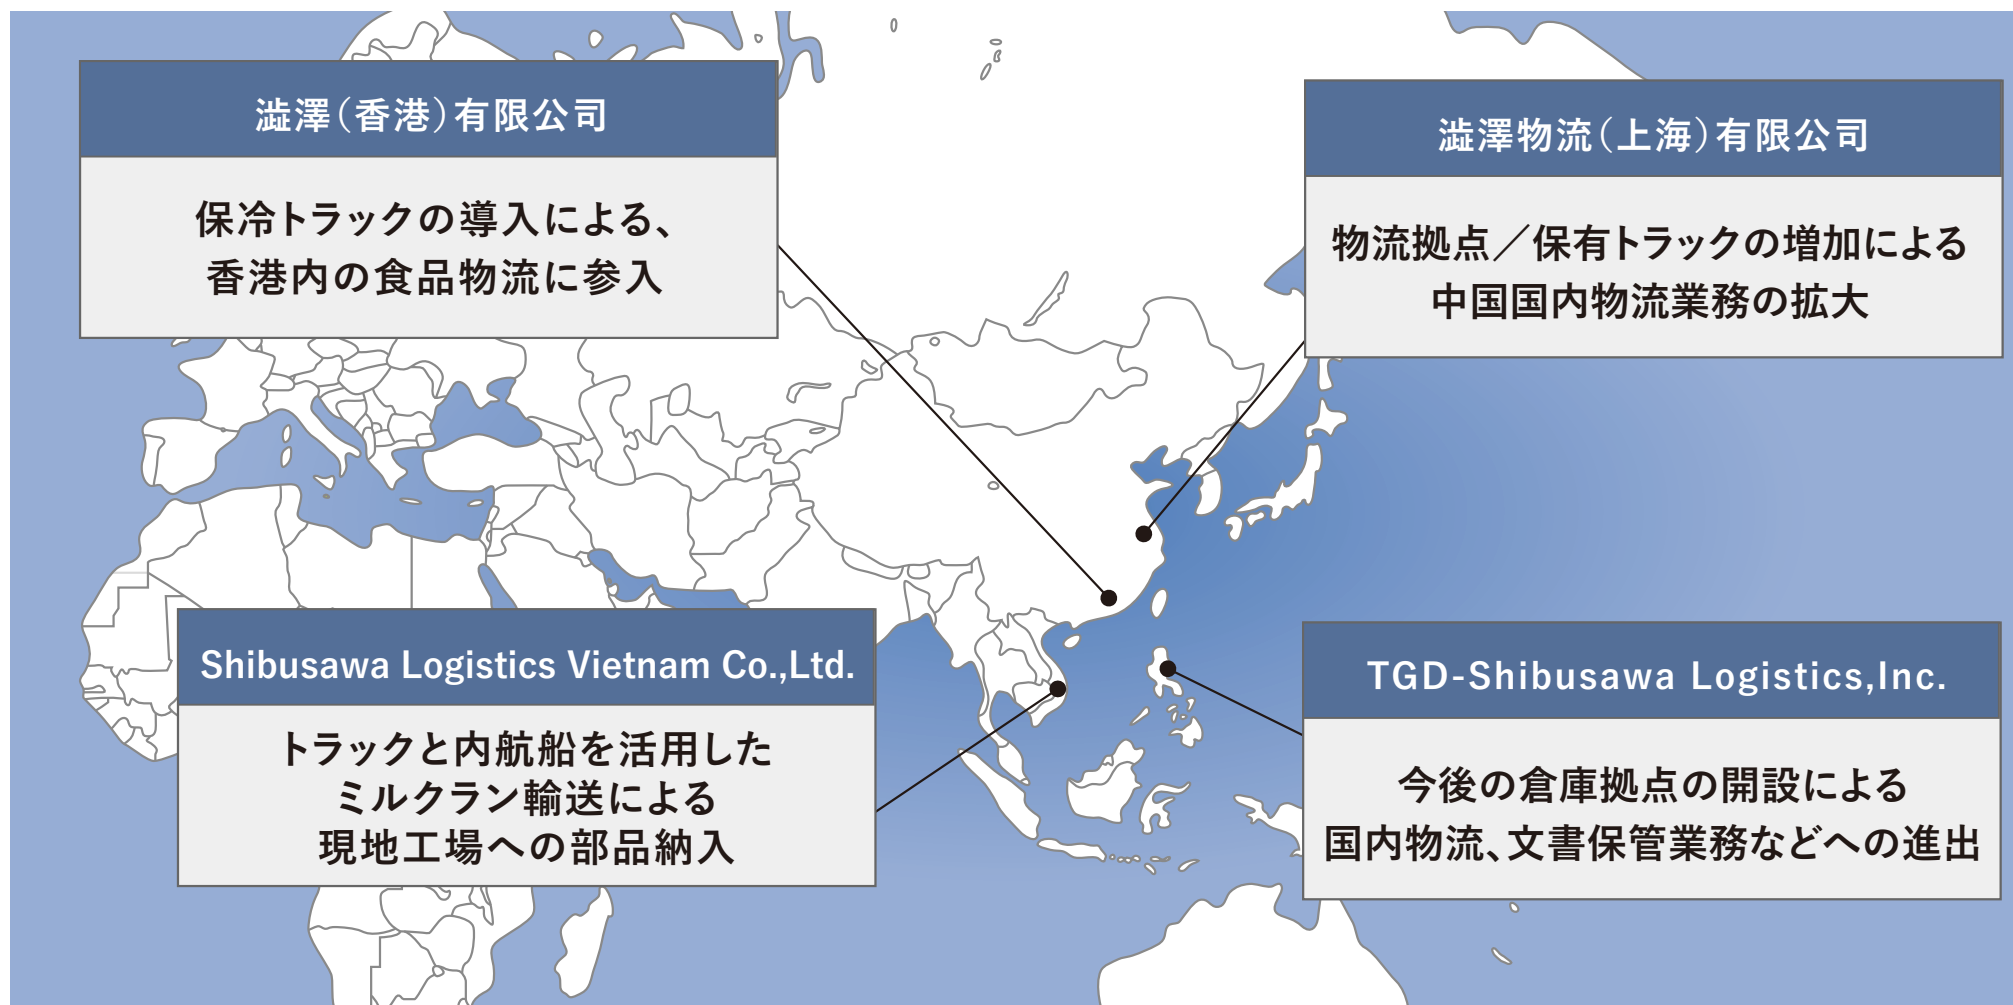 澁澤（香港）有限公司
保冷トラックの導入による、
香港内の食品物流に参入
澁澤物流（上海）有限公司
物流拠点／保有トラックの増加による
中国国内物流業務の拡大
Shibusawa Logistics Vietnam Co.,Ltd.
トラックと内航船を活用した
ミルクラン輸送による
現地工場への部品納入
TGD-Shibusawa Logistics,Inc.
今後の倉庫拠点の開設による
国内物流、文書保管業務などへの進出